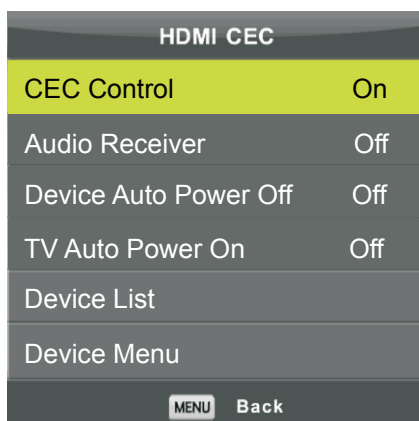 HDMI CEC
CEC Control On
Audio Receiver Off
Device Auto Power Off Off
TV Auto Power On Off
Device List
Device Menu
MENU Back